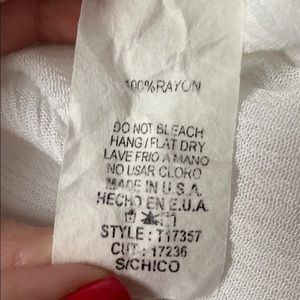 100% RAYON
DO NOT BLEACH
HANG/FLAT DRY
LAVE FRIO A MANO
NO USAR CLORO
MADE IN U.S.A.
HECHO EN E.U.A.
STYLE : T17357
CUT : 17236
S/CHICO